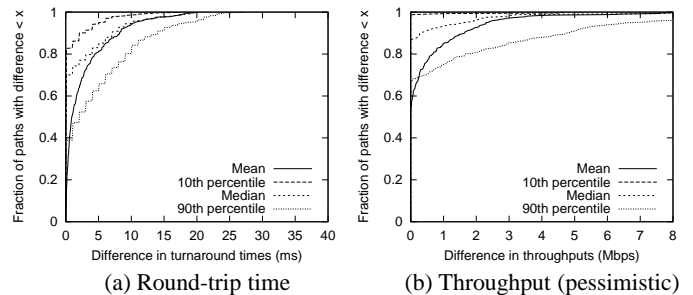 Fraction of paths with difference < x
1
0.8
0.6
0.4
0.2
0
Mean
10th percentile
Median
90th percentile
0 5 10 15 20 25 30 35 40
Difference in turnaround times (ms)
(a) Round-trip time
Fraction of paths with difference < x
1
0.8
0.6
0.4
0.2
0
Mean
10th percentile
Median
90th percentile
0 1 2 3 4 5 6 7 8
Difference in throughputs (Mbps)
(b) Throughput (pessimistic)